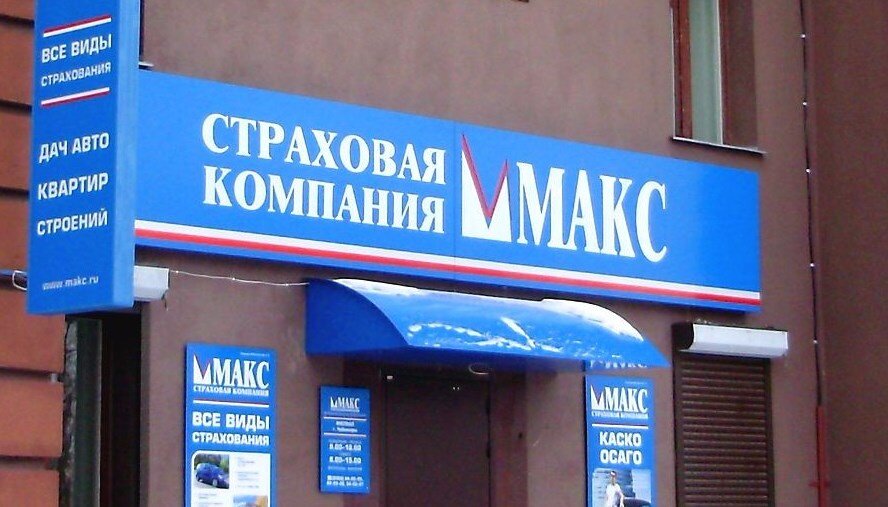 ВСЕ ВИДЫ
СТРАХОВАНИЯ
ДАЧ АВТО
КВАРТИР
СТРОЕНИЙ
www.makc.ru
СТРАХОВАЯ
КОМПАНИЯ
МАКС
МАКС
СТРАХОВАЯ КОМПАНИЯ
ВСЕ ВИДЫ
СТРАХОВАНИЯ
МАКС
МАКС
СТРАХОВАЯ КОМПАНИЯ
КАСКО
ОСАГО